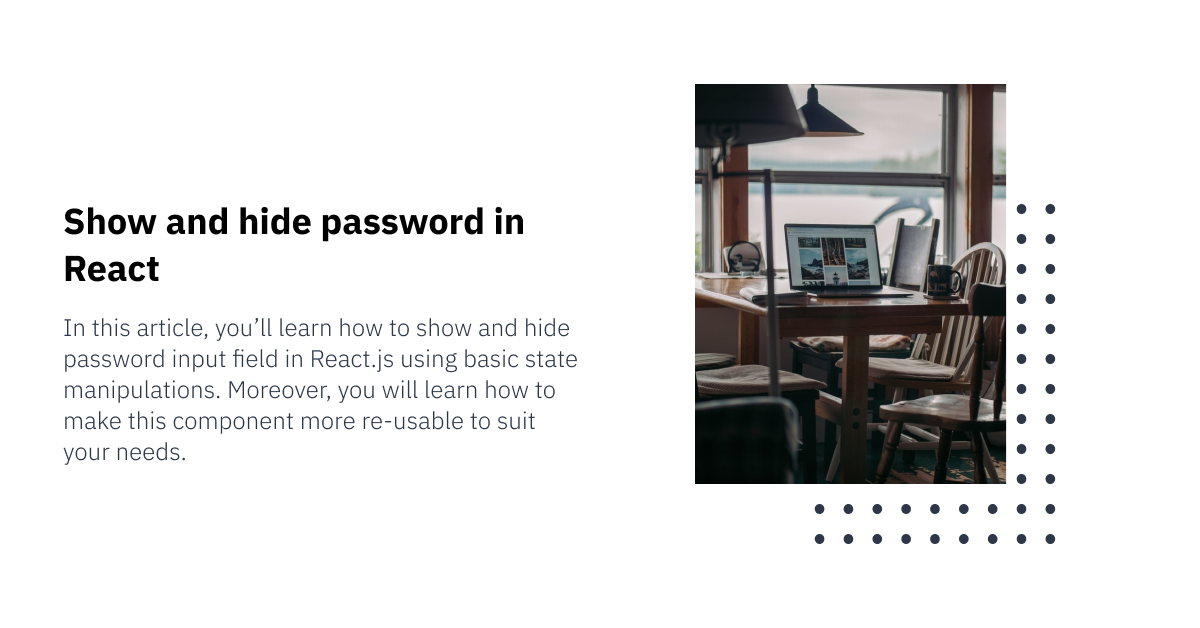 Show and hide password in
React
In this article, you’ll learn how to show and hide
password input field in React.js using basic state
manipulations. Moreover, you will learn how to
make this component more re-usable to suit
your needs.